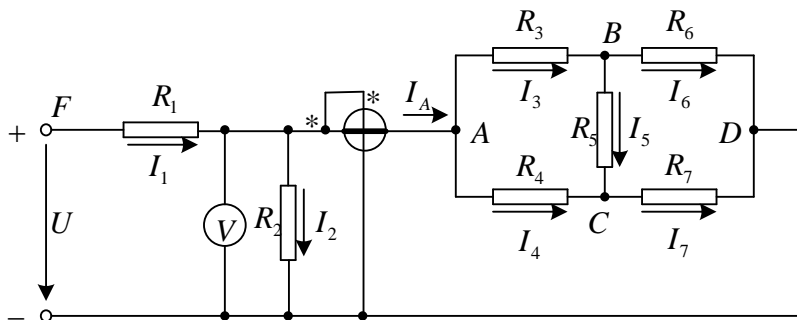 R3 B R6
F R1 * * IA I3 I6
+ A R5 I5 D
I1 R4 R7
U V R2 I2 C
I4 I7
−